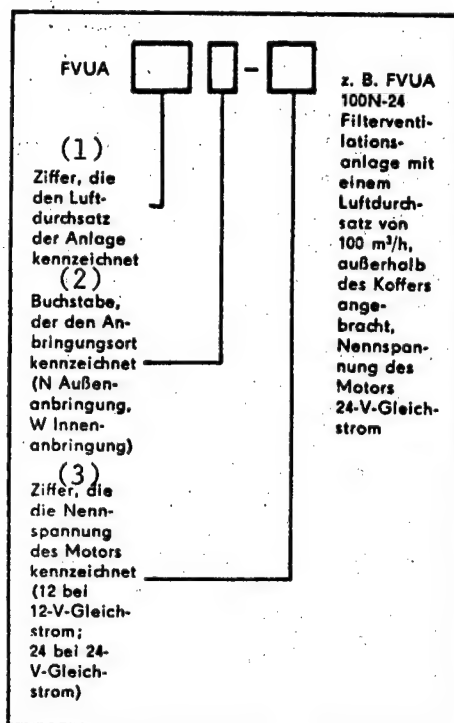 FVUA -
(1)
Ziffer, die
den Luft-
durchsatz
der Anlage
kennzeichnet
(2)
Buchstabe,
der den An-
bringungsort
kennzeichnet
(N Außen-
anbringung,
W Innen-
anbringung)
(3)
Ziffer, die
die Nenn-
spannung
des Motors
kennzeichnet
(12 bei
12-V-Gleich-
strom;
24 bei 24-
V-Gleich-
strom)
z. B. FVUA
100N-24
Filterventi-
lations-
anlage mit
einem
Luftdurch-
satz von
100 m³/h,
außerhalb
des Koffers
ange-
bracht,
Nennspan-
nung des
Motors
24-V-Gleich-
strom